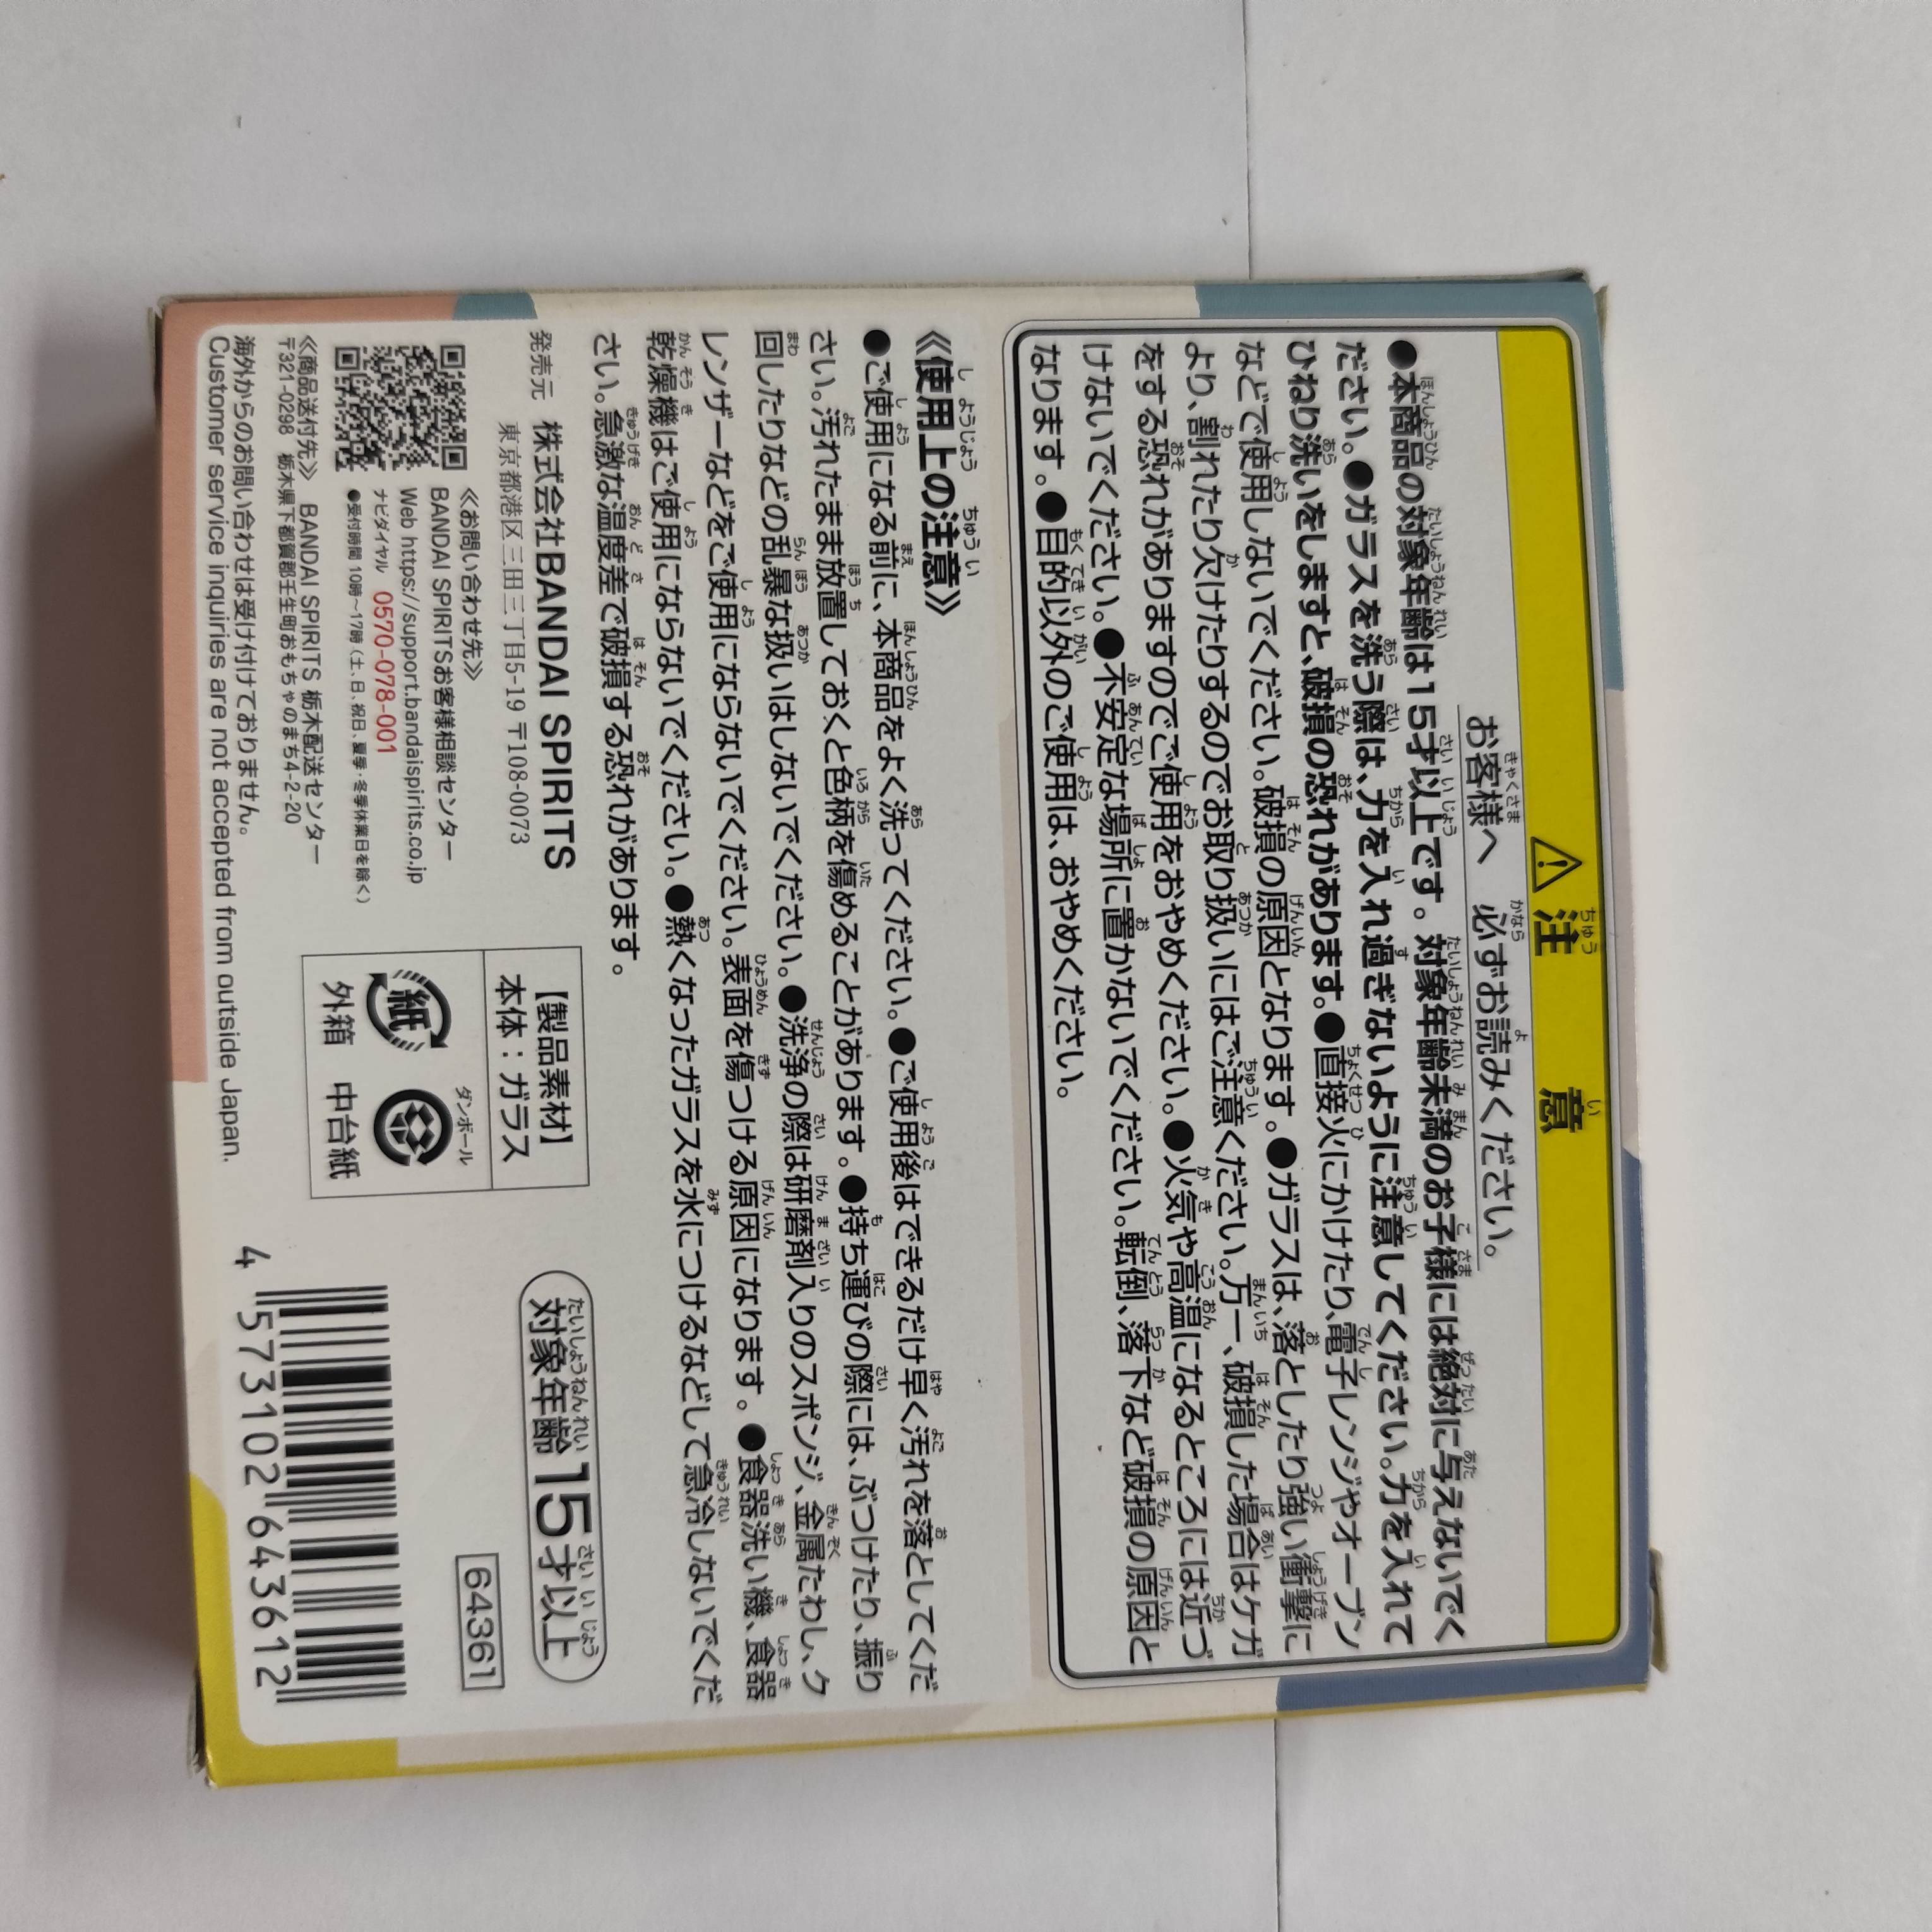 ⚠注意
お客様へ 必ずお読みください。
●本商品の対象年齢は15才以上です。対象年齢未満のお子様には絶対に与えないでく
ださい。●ガラスを洗う際は、力を入れ過ぎないように注意してください。力を入れて
ひねり洗いをしますと、破損の恐れがあります。●直接火にかけたり、電子レンジやオーブン
などで使用しないでください。破損の原因となります。●ガラスは、落としたり強い衝撃に
より、割れたり欠けたりするのでお取り扱いにはご注意ください。万一、破損した場合はケガ
をする恐れがありますのでご使用をおやめください。●火気や高温になるところには近づ
けないでください。●不安定な場所に置かないでください。転倒、落下など破損の原因と
なります。●目的以外のご使用は、おやめください。
《使用上の注意》
●ご使用になる前に、本商品をよく洗ってください。●ご使用後はできるだけ早く汚れを落としてくだ
さい。汚れたまま放置しておくと色柄を傷めることがあります。●持ち運びの際には、ぶつけたり、振り
回したりなどの乱暴な扱いはしないでください。●洗浄の際は研磨剤入りのスポンジ、金属たわし、ク
レンザーなどをご使用にならないでください。表面を傷つける原因になります。●食器洗い機、食器
乾燥機はご使用にならないでください。●熱くなったガラスを水につけるなどして急冷しないでくだ
さい。急激な温度差で破損する恐れがあります。
発売元 株式会社BANDAI SPIRITS
東京都港区三田三丁目5-19 〒108-0073
《お問い合わせ先》
BANDAI SPIRITSお客様相談センター
Web https://support.bandaispirits.co.jp
ナビダイヤル 0570-078-001
●受付時間 10時～17時(土、日、祝日、夏季・冬季休業日を除く)
《商品送付先》 BANDAI SPIRITS 栃木配送センター
〒321-0298 栃木県下都賀郡壬生町おもちゃのまち4-2-20
海外からのお問い合わせは受け付けておりません。
Customer service inquiries are not accepted from outside Japan.
【製品素材】
本体：ガラス
紙
外箱
ダンボール
中台紙
対象年齢15才以上
64361
4 573102 643612